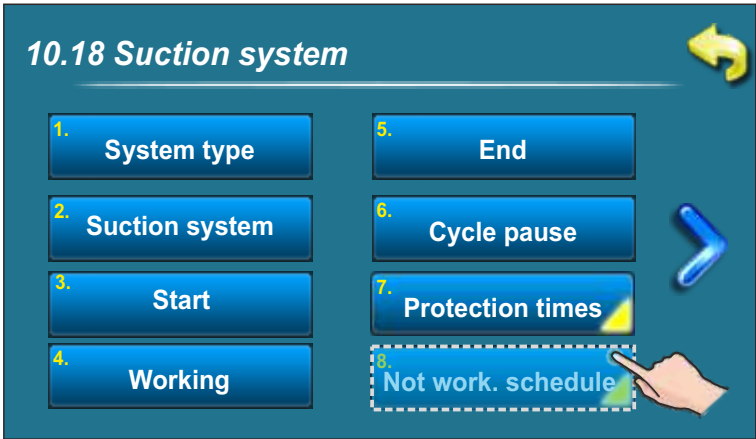 10.18 Suction system
1. System type
2. Suction system
3. Start
4. Working
5. End
6. Cycle pause
7. Protection times
8. Not work. schedule